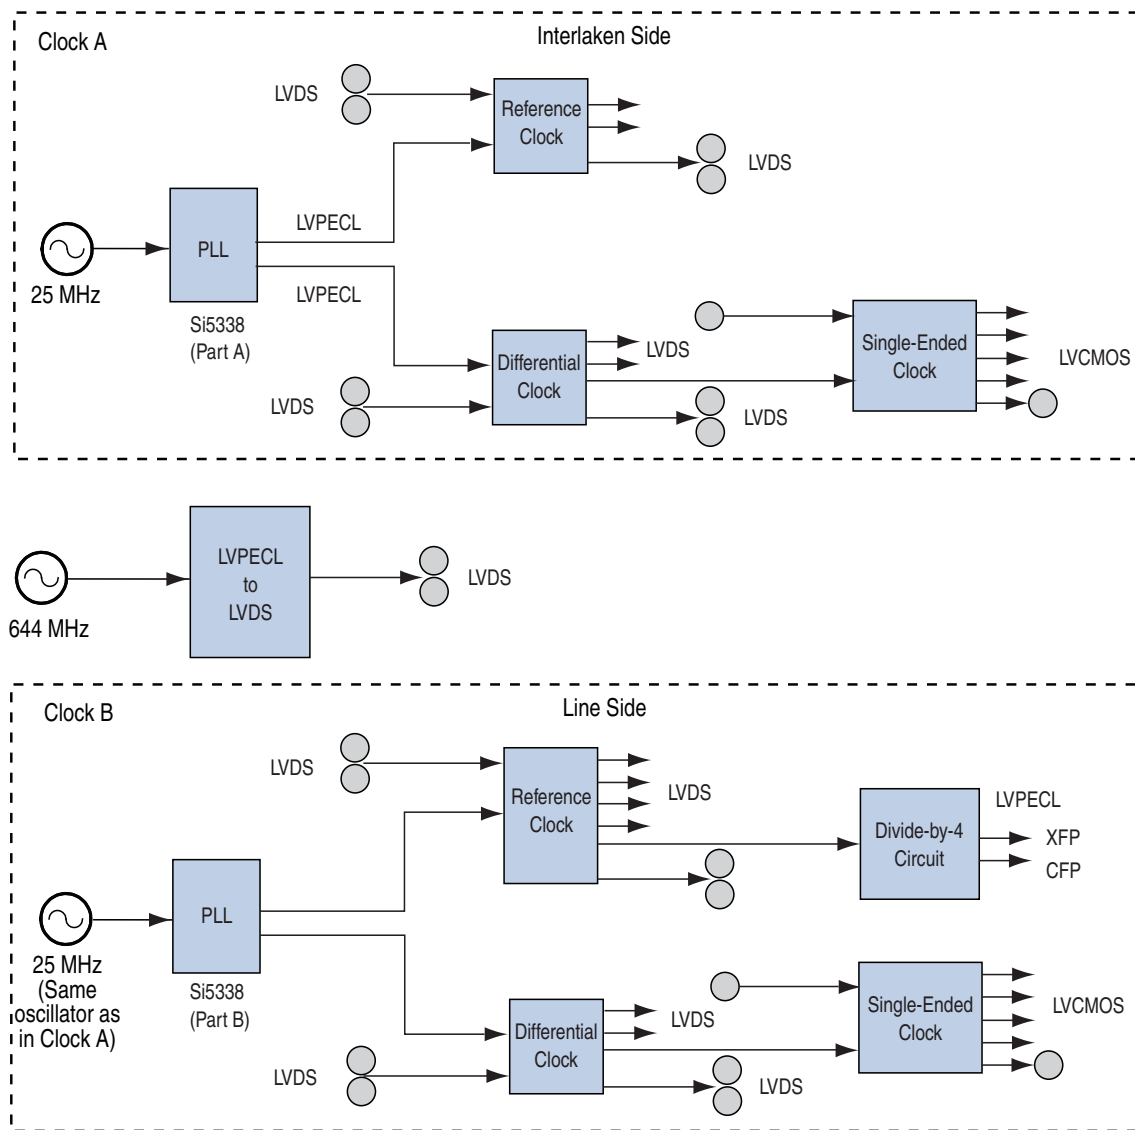 Clock A
Interlaken Side
LVDS
Reference
Clock
LVDS
LVPECL
PLL
25 MHz
LVPECL
Si5338
(Part A)
LVDS
Differential
Clock
LVDS
LVDS
Single-Ended
Clock
LVCMOS
LVPECL
to
LVDS
LVDS
644 MHz
Clock B
Line Side
LVDS
Reference
Clock
LVDS
LVPECL
Divide-by-4
Circuit
XFP
CFP
PLL
25 MHz
(Same
oscillator as
in Clock A)
Si5338
(Part B)
LVDS
Differential
Clock
LVDS
LVDS
Single-Ended
Clock
LVCMOS